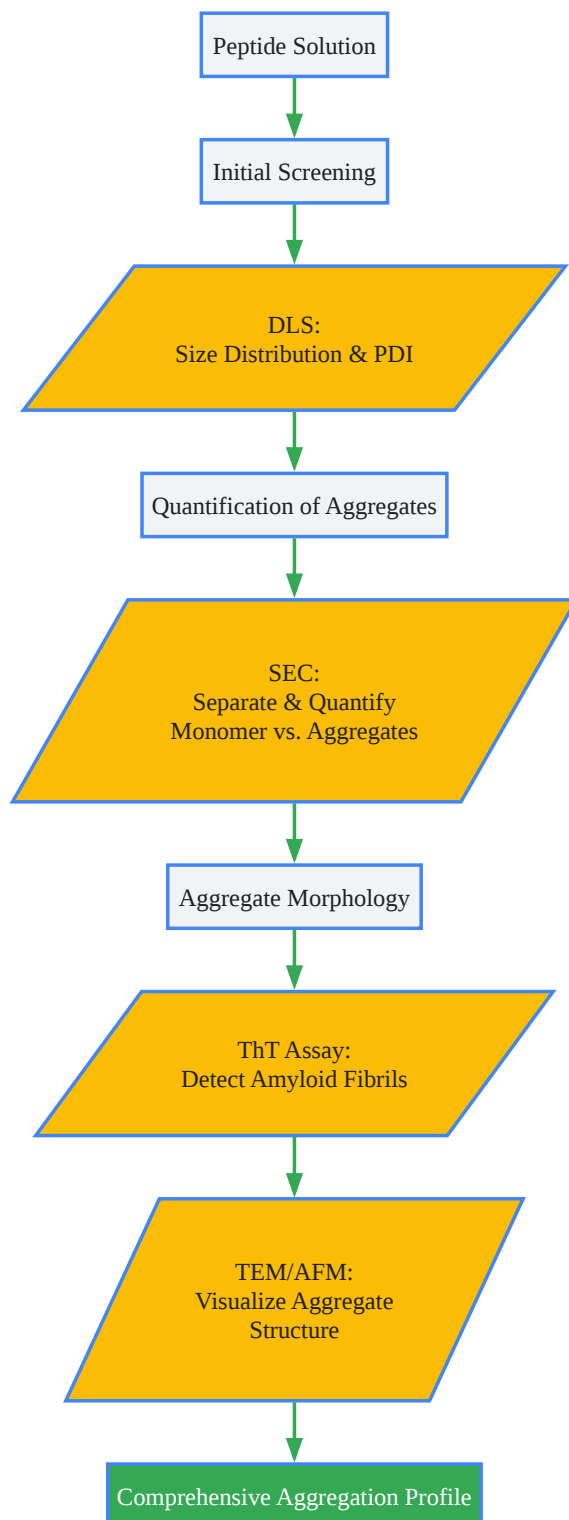 Peptide Solution
Initial Screening
DLS:
Size Distribution & PDI
Quantification of Aggregates
SEC:
Separate & Quantify
Monomer vs. Aggregates
Aggregate Morphology
ThT Assay:
Detect Amyloid Fibrils
TEM/AFM:
Visualize Aggregate
Structure
Comprehensive Aggregation Profile